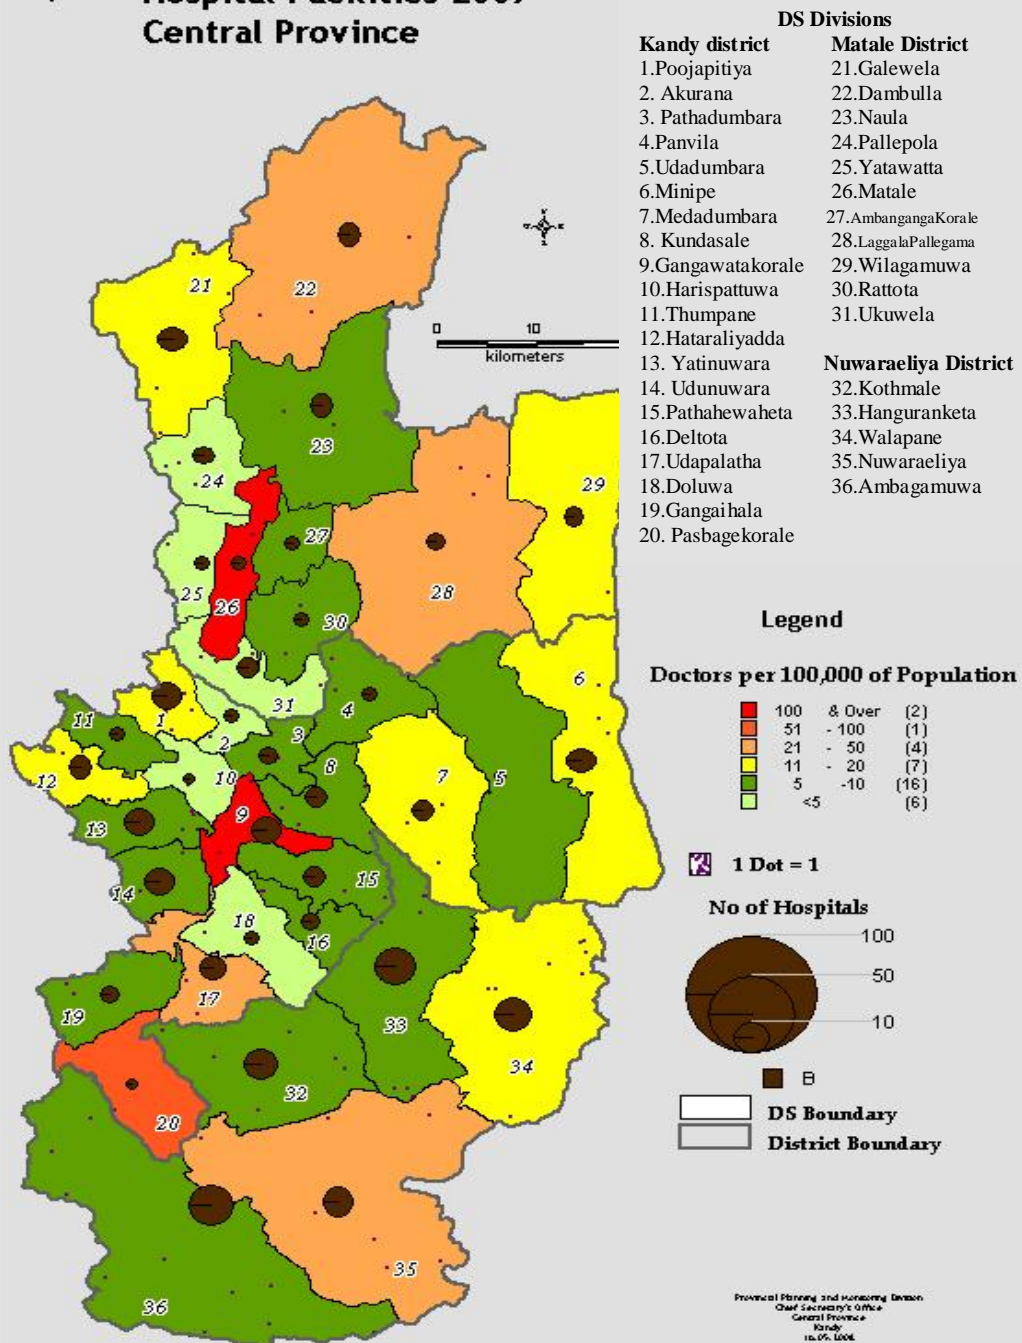 Central Province
DS Divisions
Kandy district
1.Poojapitiya
2. Akurana
3. Pathadumbara
4.Panvila
5.Udadumbara
6.Minipe
7.Medadumbara
8. Kundasale
9.Gangawatakorale
10.Harispattuwa
11.Thumpane
12.Hataraliyadda
13. Yatinuwara
14. Udunuwara
15.Pathahewaheta
16.Deltota
17.Udapalatha
18.Doluwa
19.Gangaihala
20. Pasbagekorale
Matale District
21.Galewela
22.Dambulla
23.Naula
24.Pallepola
25.Yatawatta
26.Matale
27.AmbangangaKorale
28.LaggalaPallegama
29.Wilagamuwa
30.Rattota
31.Ukuwela
Nuwaraeliya District
32.Kothmale
33.Hanguranketa
34.Walapane
35.Nuwaraeliya
36.Ambagamuwa
0 10
kilometers
21
22
23
24
29
27
25
26
28
30
6
31
1
11
4
2
3
12
10
8
7
5
9
13
15
14
18
16
17
19
33
34
32
20
35
36
Legend
Doctors per 100,000 of Population
100 & Over (2)
51 - 100 (1)
21 - 50 (4)
11 - 20 (7)
5 -10 (16)
<5 (6)
1 Dot = 1
No of Hospitals
100
50
10
B
DS Boundary
District Boundary
Provincial Planning and Monitoring Division
Chief Secretary's Office
Central Province
Kandy